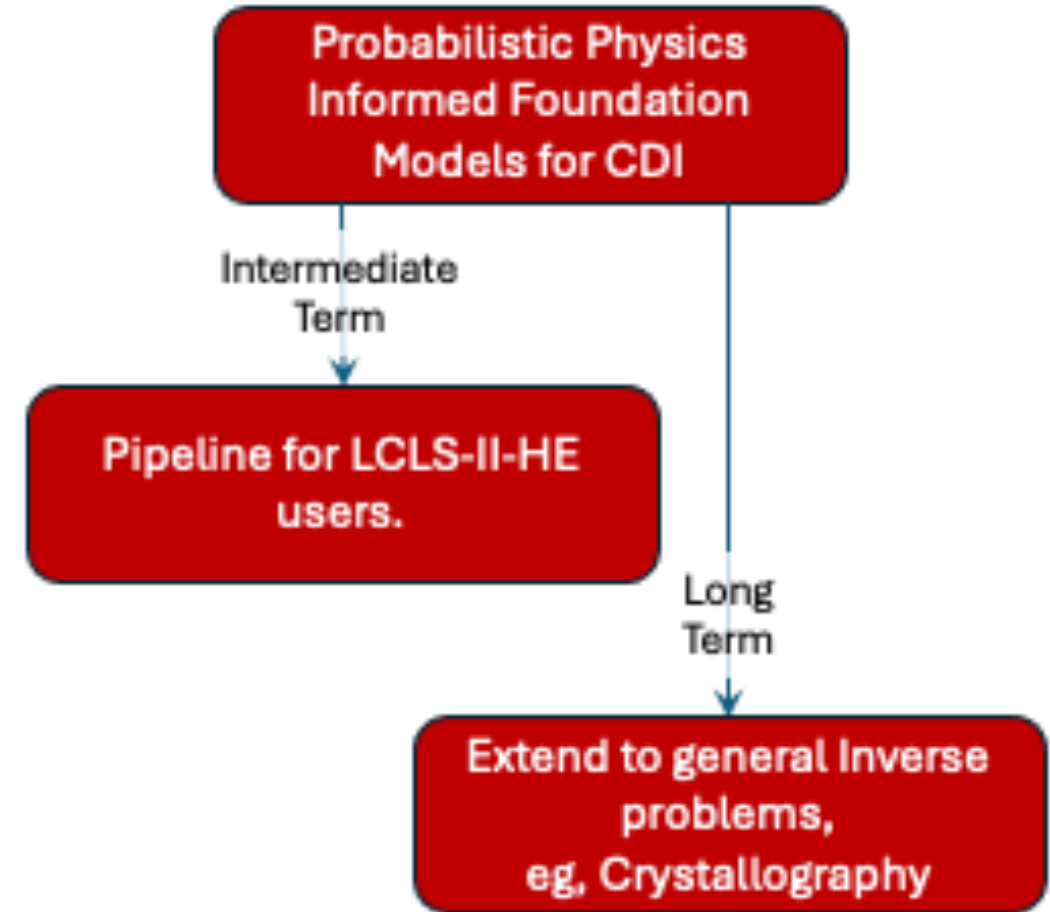 Probabilistic Physics
Informed Foundation
Models for CDI
Intermediate
Term
Pipeline for LCLS-II-HE
users.
Long
Term
Extend to general Inverse
problems,
eg, Crystallography